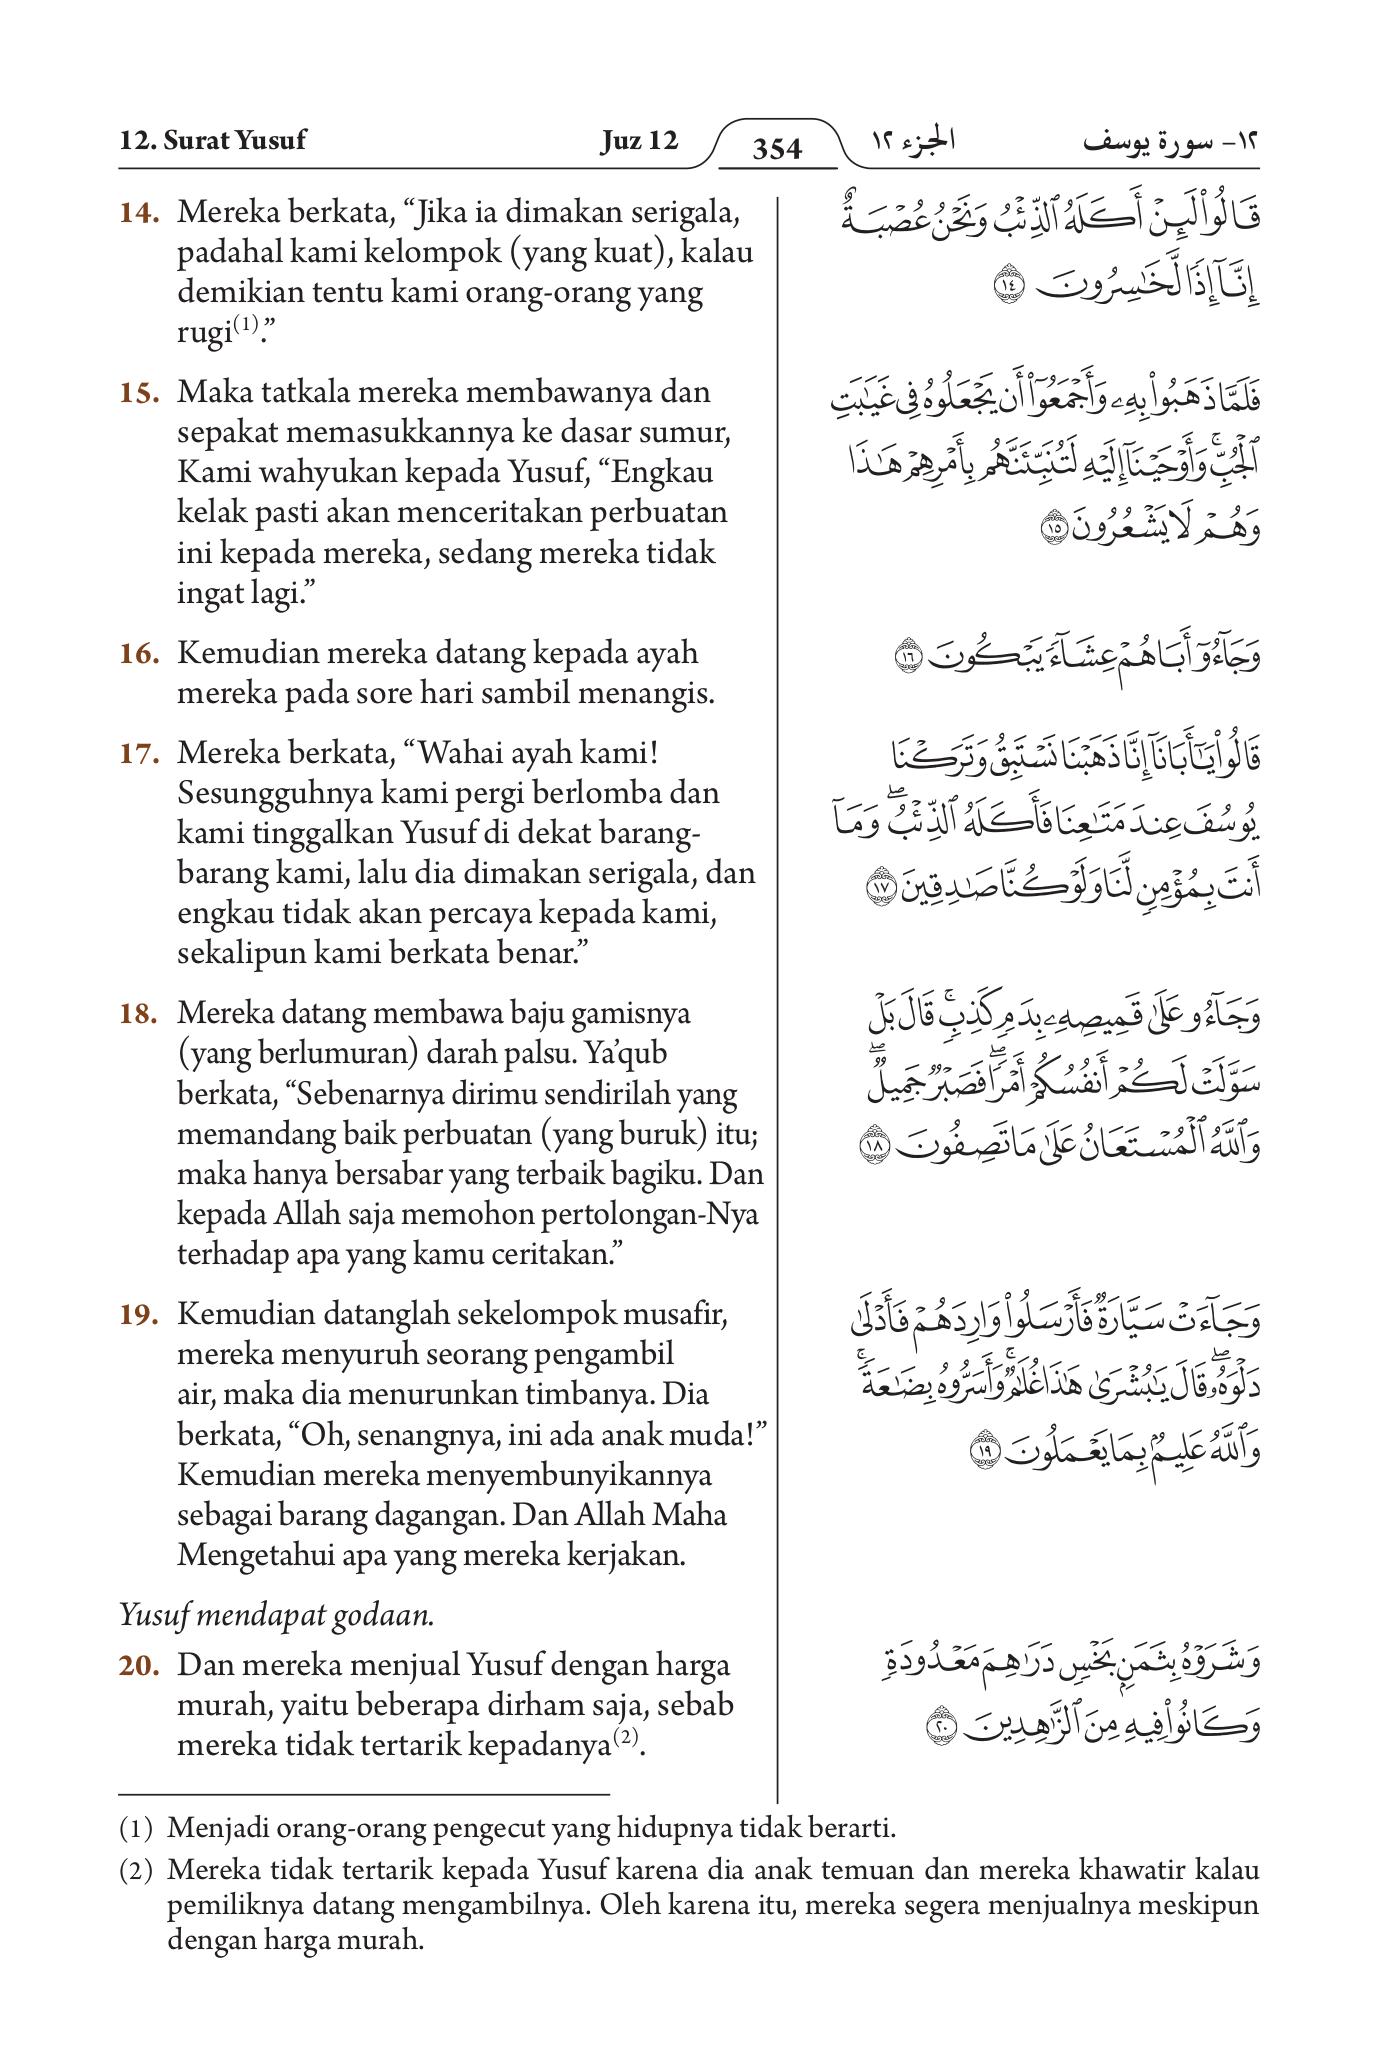 12. Surat Yusuf Juz 12 354 الجزء ١٢ ١٢– سورة يوسف
14. Mereka berkata, “Jika ia dimakan serigala,
padahal kami kelompok (yang kuat), kalau
demikian tentu kami orang-orang yang
rugi(1).”
15. Maka tatkala mereka membawanya dan
sepakat memasukkannya ke dasar sumur,
Kami wahyukan kepada Yusuf, “Engkau
kelak pasti akan menceritakan perbuatan
ini kepada mereka, sedang mereka tidak
ingat lagi.”
16. Kemudian mereka datang kepada ayah
mereka pada sore hari sambil menangis.
17. Mereka berkata, “Wahai ayah kami!
Sesungguhnya kami pergi berlomba dan
kami tinggalkan Yusuf di dekat barang-
barang kami, lalu dia dimakan serigala, dan
engkau tidak akan percaya kepada kami,
sekalipun kami berkata benar.”
18. Mereka datang membawa baju gamisnya
(yang berlumuran) darah palsu. Ya’qub
berkata, “Sebenarnya dirimu sendirilah yang
memandang baik perbuatan (yang buruk) itu;
maka hanya bersabar yang terbaik bagiku. Dan
kepada Allah saja memohon pertolongan-Nya
terhadap apa yang kamu ceritakan.”
19. Kemudian datanglah sekelompok musafir,
mereka menyuruh seorang pengambil
air, maka dia menurunkan timbanya. Dia
berkata, “Oh, senangnya, ini ada anak muda!”
Kemudian mereka menyembunyikannya
sebagai barang dagangan. Dan Allah Maha
Mengetahui apa yang mereka kerjakan.
Yusuf mendapat godaan.
20. Dan mereka menjual Yusuf dengan harga
murah, yaitu beberapa dirham saja, sebab
mereka tidak tertarik kepadanya(2).
قَالُوا۟ لَئِنْ أَكَلَهُ ٱلذِّئْبُ وَنَحْنُ عُصْبَةٌ
إِنَّآ إِذًا لَّخَـٰسِرُونَ ١٤
فَلَمَّا ذَهَبُوا۟ بِهِۦ وَأَجْمَعُوٓا۟ أَن يَجْعَلُوهُ فِى غَيَـٰبَتِ
ٱلْجُبِّ ۚ وَأَوْحَيْنَآ إِلَيْهِ لَتُنَبِّئَنَّهُم بِأَمْرِهِمْ هَـٰذَا
وَهُمْ لَا يَشْعُرُونَ ١٥
وَجَآءُوٓ أَبَاهُمْ عِشَآءً يَبْكُونَ ١٦
قَالُوا۟ يَـٰٓأَبَانَآ إِنَّا ذَهَبْنَا نَسْتَبِقُ وَتَرَكْنَا
يُوسُفَ عِندَ مَتَـٰعِنَا فَأَكَلَهُ ٱلذِّئْبُ ۖ وَمَآ
أَنتَ بِمُؤْمِنٍ لَّنَا وَلَوْ كُنَّا صَـٰدِقِينَ ١٧
وَجَآءُو عَلَىٰ قَمِيصِهِۦ بِدَمٍ كَذِبٍ ۚ قَالَ بَلْ
سَوَّلَتْ لَكُمْ أَنفُسُكُمْ أَمْرًا ۖ فَصَبْرٌ جَمِيلٌ ۖ
وَٱللَّهُ ٱلْمُسْتَعَانُ عَلَىٰ مَا تَصِفُونَ ١٨
وَجَآءَتْ سَيَّارَةٌ فَأَرْسَلُوا۟ وَارِدَهُمْ فَأَدْلَىٰ
دَلْوَهُۥ ۖ قَالَ يَـٰبُشْرَىٰ هَـٰذَا غُلَـٰمٌ ۚ وَأَسَرُّوهُ بِضَـٰعَةً ۚ
وَٱللَّهُ عَلِيمٌۢ بِمَا يَعْمَلُونَ ١٩
وَشَرَوْهُ بِثَمَنٍۭ بَخْسٍ دَرَٰهِمَ مَعْدُودَةٍ
وَكَانُوا۟ فِيهِ مِنَ ٱلزَّٰهِدِينَ ٢٠
(1) Menjadi orang-orang pengecut yang hidupnya tidak berarti.
(2) Mereka tidak tertarik kepada Yusuf karena dia anak temuan dan mereka khawatir kalau
pemiliknya datang mengambilnya. Oleh karena itu, mereka segera menjualnya meskipun
dengan harga murah.